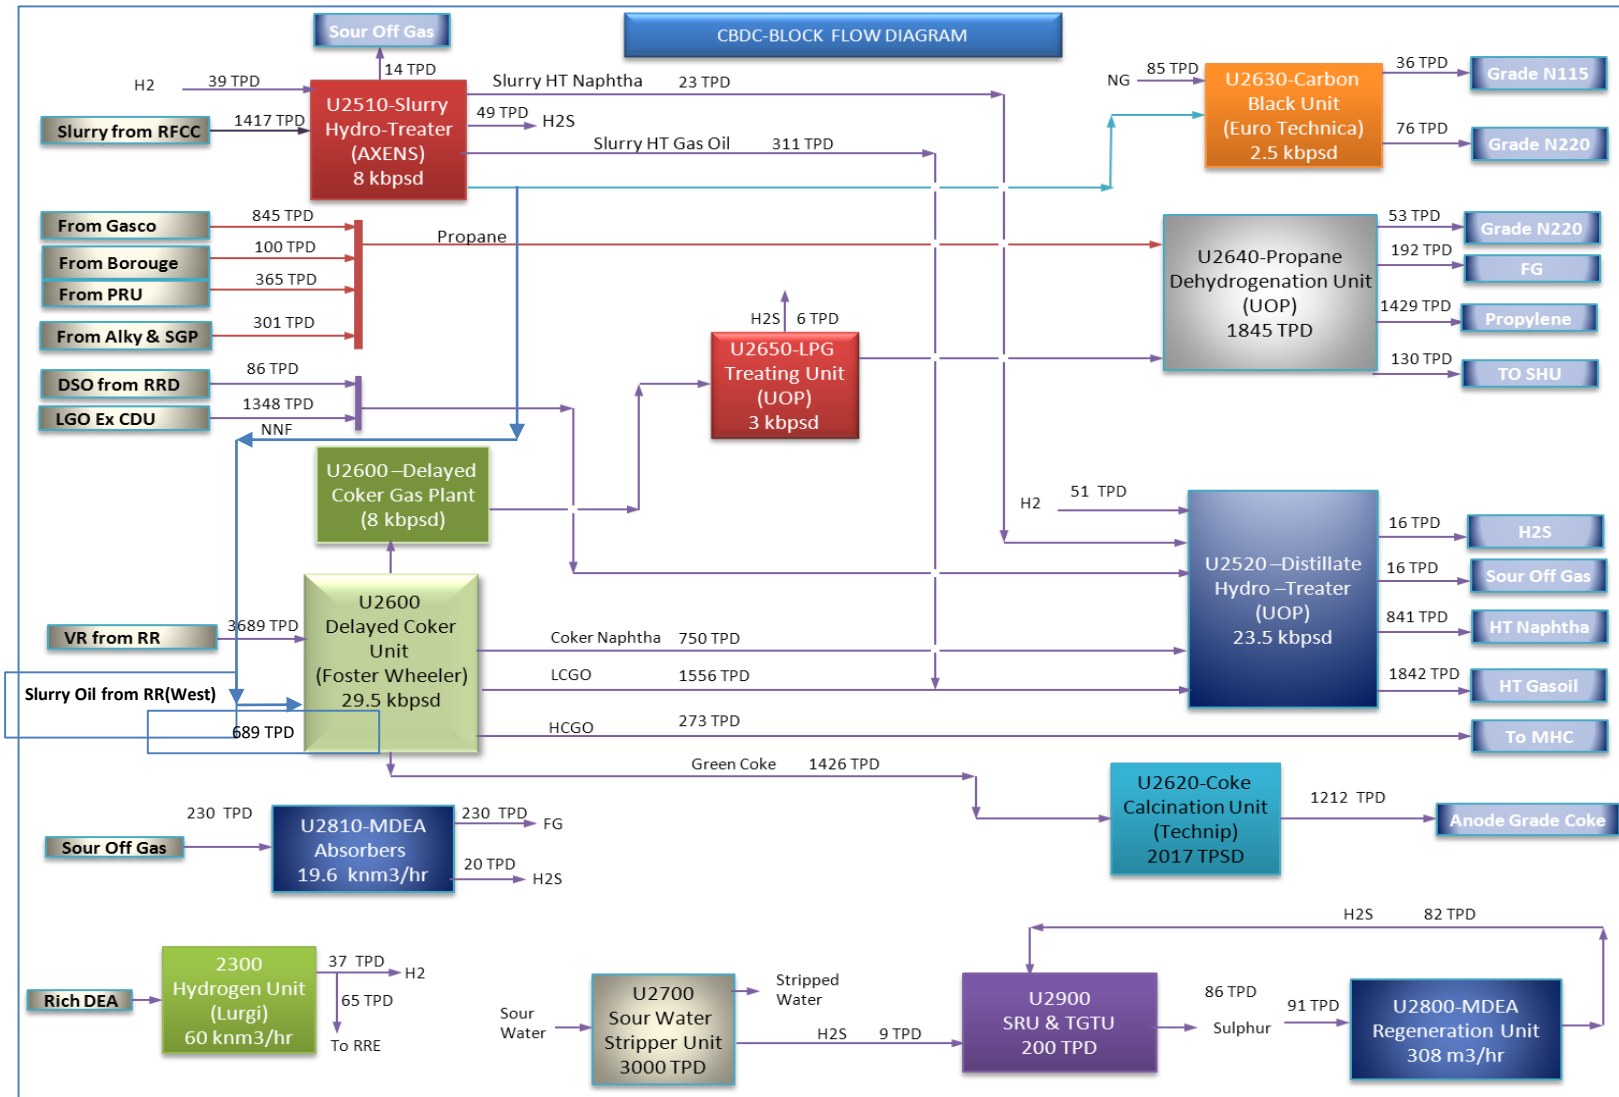 Sour Off Gas
CBDC-BLOCK FLOW DIAGRAM
14 TPD
H2
39 TPD
Slurry from RFCC
1417 TPD
U2510-Slurry
Hydro-Treater
(AXENS)
8 kbpsd
Slurry HT Naphtha 23 TPD
49 TPD
H2S
Slurry HT Gas Oil 311 TPD
NG
85 TPD
U2630-Carbon
Black Unit
(Euro Technica)
2.5 kbpsd
36 TPD
Grade N115
76 TPD
Grade N220
From Gasco
845 TPD
From Borouge
100 TPD
From PRU
365 TPD
From Alky & SGP
301 TPD
Propane
U2640-Propane
Dehydrogenation Unit
(UOP)
1845 TPD
53 TPD
Grade N220
192 TPD
FG
1429 TPD
Propylene
130 TPD
TO SHU
DSO from RRD
86 TPD
LGO Ex CDU
1348 TPD
NNF
H2S 6 TPD
U2650-LPG
Treating Unit
(UOP)
3 kbpsd
U2600–Delayed
Coker Gas Plant
(8 kbpsd)
H2
51 TPD
U2520–Distillate
Hydro–Treater
(UOP)
23.5 kbpsd
16 TPD
H2S
16 TPD
Sour Off Gas
841 TPD
HT Naphtha
1842 TPD
HT Gasoil
VR from RR
3689 TPD
Slurry Oil from RR(West)
689 TPD
U2600
Delayed Coker
Unit
(Foster Wheeler)
29.5 kbpsd
Coker Naphtha 750 TPD
LCGO 1556 TPD
HCGO 273 TPD
To MHC
Green Coke 1426 TPD
U2620-Coke
Calcination Unit
(Technip)
2017 TPSD
1212 TPD
Anode Grade Coke
230 TPD
Sour Off Gas
U2810-MDEA
Absorbers
19.6 knm3/hr
230 TPD
FG
20 TPD
H2S
Rich DEA
2300
Hydrogen Unit
(Lurgi)
60 knm3/hr
37 TPD
H2
65 TPD
To RRE
Sour
Water
U2700
Sour Water
Stripper Unit
3000 TPD
Stripped
Water
H2S 9 TPD
U2900
SRU & TGTU
200 TPD
H2S 82 TPD
86 TPD
Sulphur
91 TPD
U2800-MDEA
Regeneration Unit
308 m3/hr